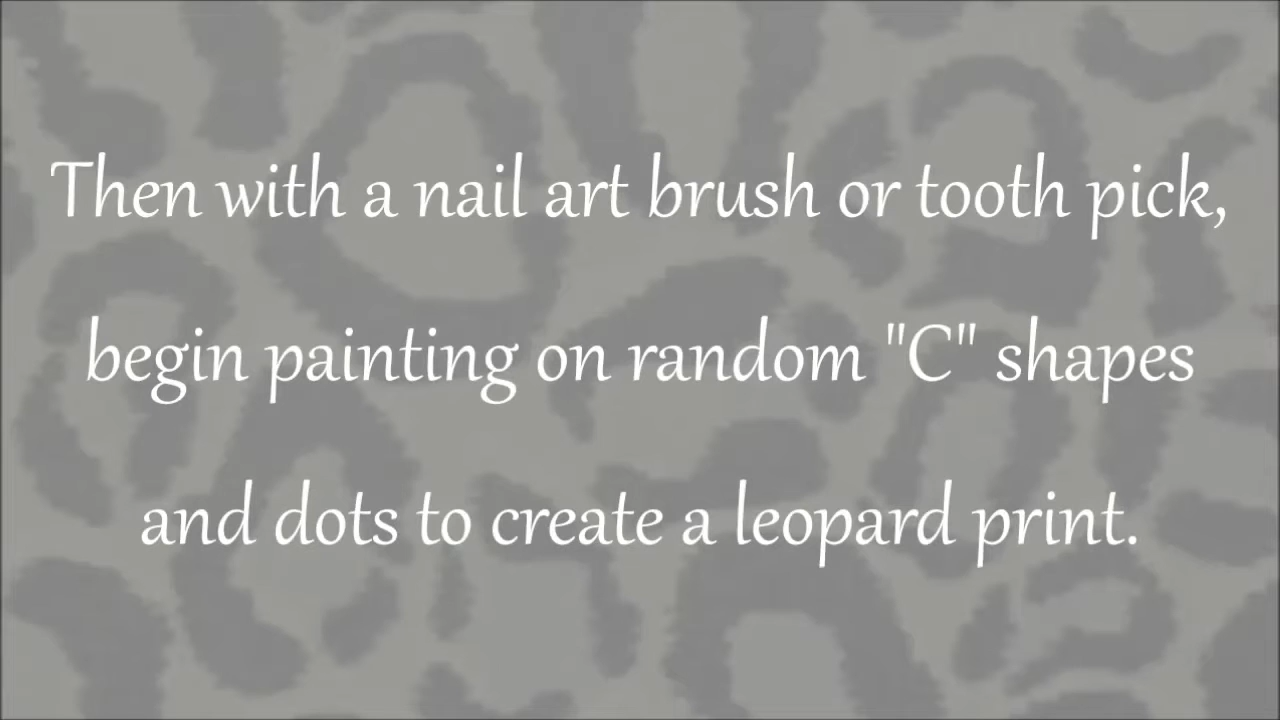 Then with a nail art brush or tooth pick,
begin painting on random "C" shapes
and dots to create a leopard print.